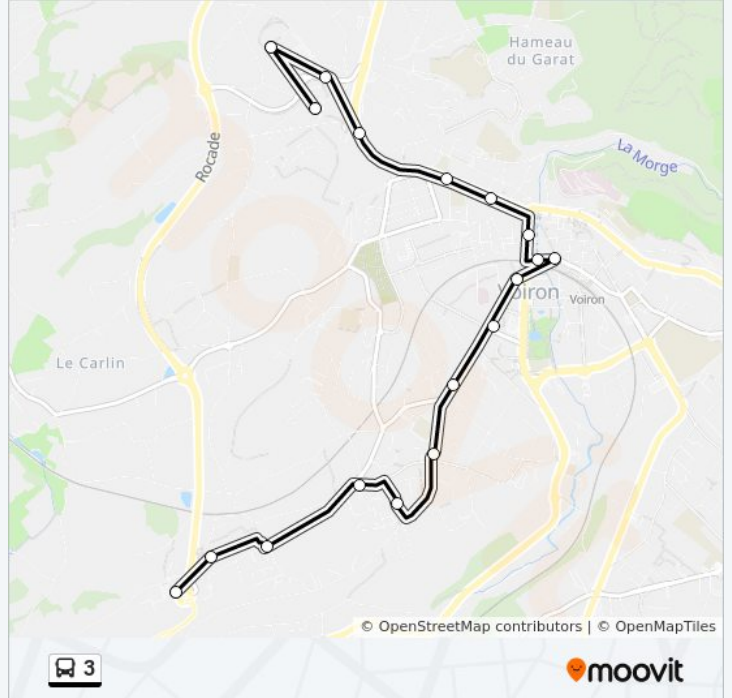 Hameau
du Garat
La Morge
Rocade
Voiron
Voiron
Le Carlin
© OpenStreetMap contributors | © OpenMapTiles
3
moovit